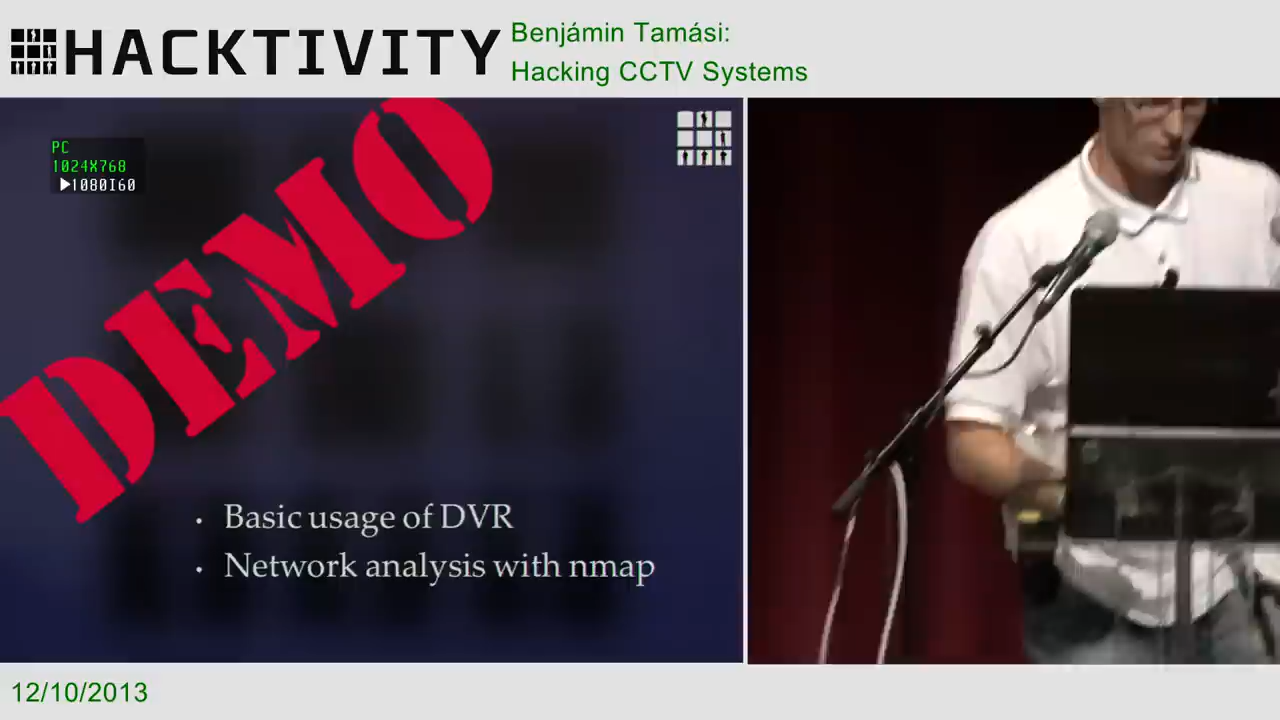 HACKTIVITY
Benjámin Tamási:
Hacking CCTV Systems
PC
1024X768
▶1080I60
DEMO
• Basic usage of DVR
• Network analysis with nmap
12/10/2013